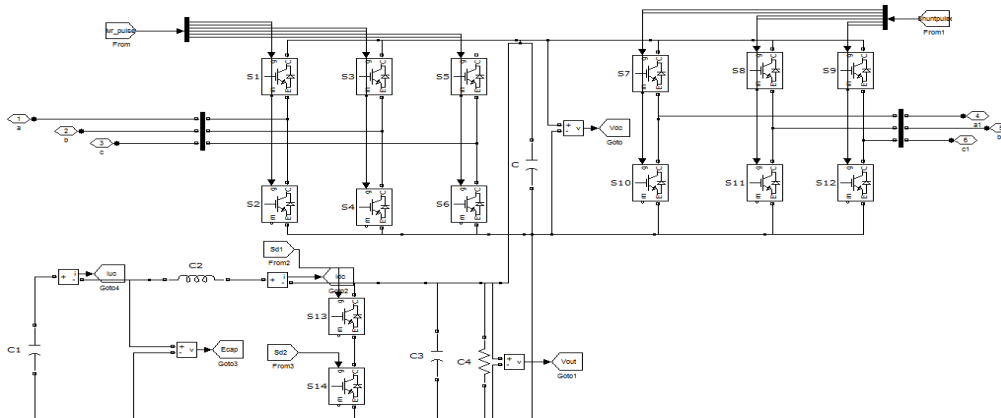 From
From1
S1
S3
S5
S7
S8
S9
g
C
m
E
1
a
2
b
3
c
+
-
v
Vdc
Goto
C
4
a1
6
c1
S2
S4
S6
S10
S11
S12
Sd1
From2
i
Iuc
Goto4
C2
Goto2
S13
C1
Ecap
Goto3
Sd2
From3
S14
C3
C4
Vout
Goto1